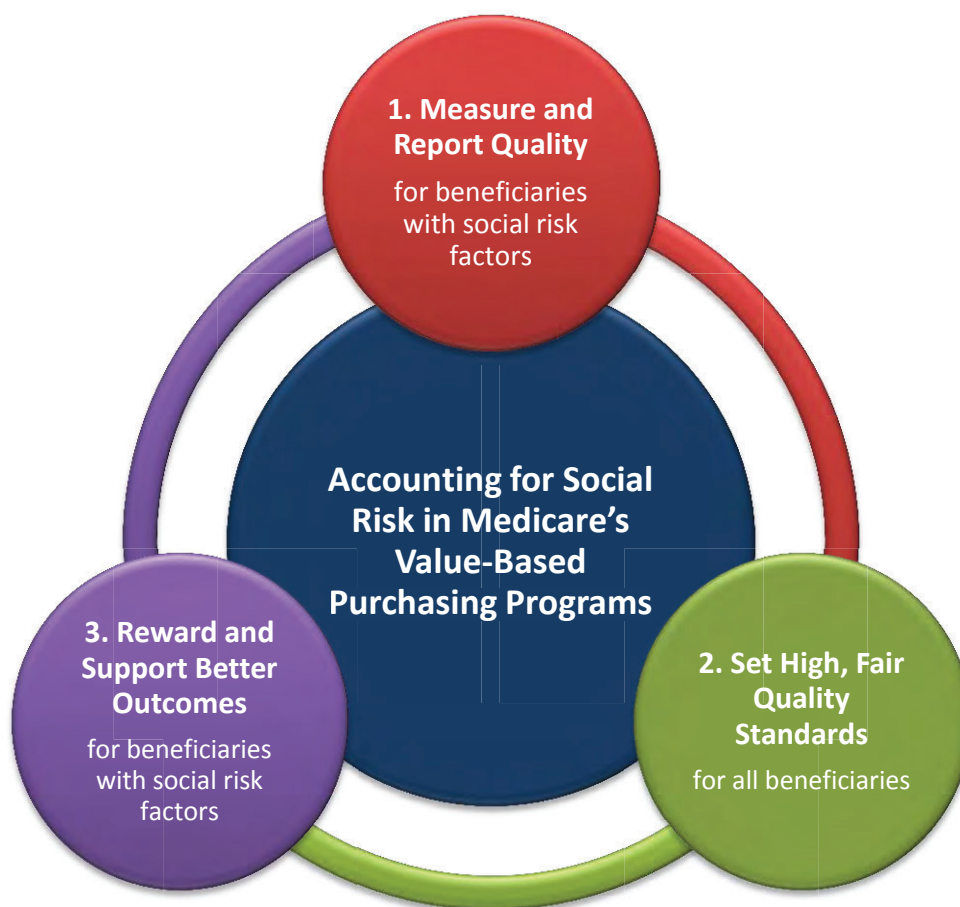 1. Measure and
Report Quality
for beneficiaries
with social risk
factors
Accounting for Social
Risk in Medicare’s
Value-Based
Purchasing Programs
2. Set High, Fair
Quality
Standards
for all beneficiaries
3. Reward and
Support Better
Outcomes
for beneficiaries
with social risk
factors